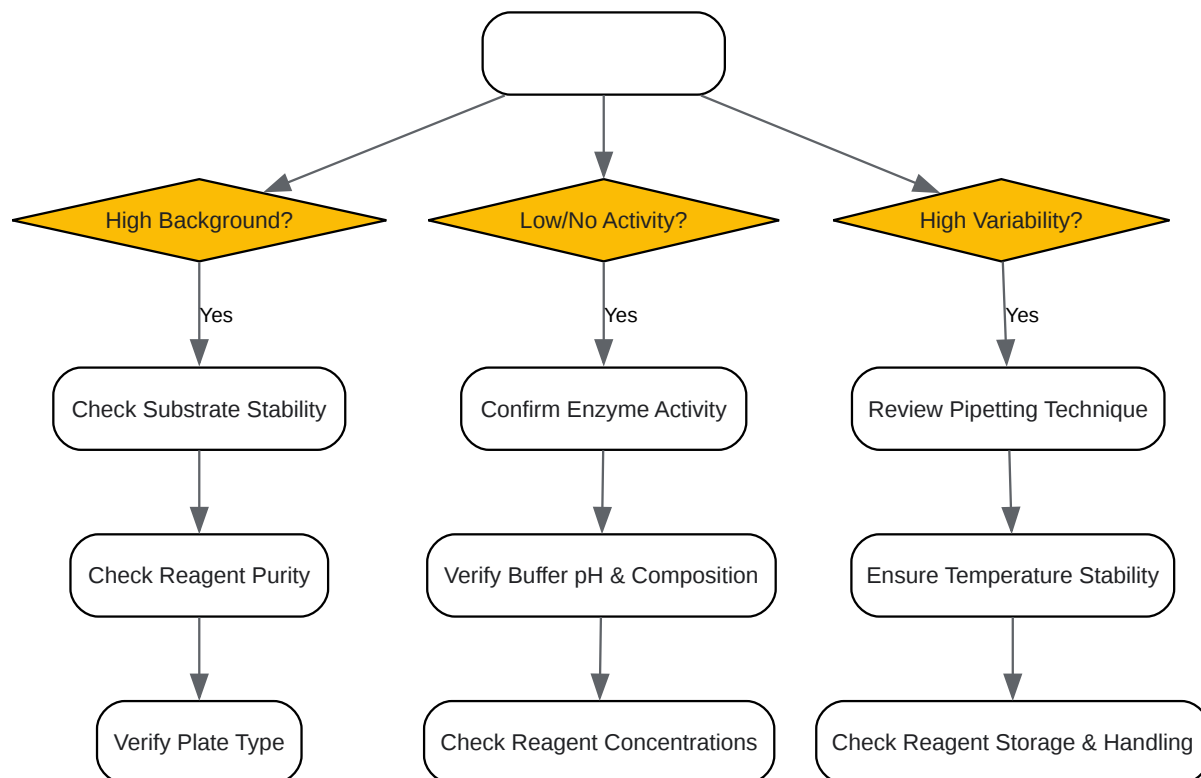 High Background?
Low/No Activity?
High Variability?
Yes
Yes
Yes
Check Substrate Stability
Confirm Enzyme Activity
Review Pipetting Technique
Check Reagent Purity
Verify Buffer pH & Composition
Ensure Temperature Stability
Verify Plate Type
Check Reagent Concentrations
Check Reagent Storage & Handling